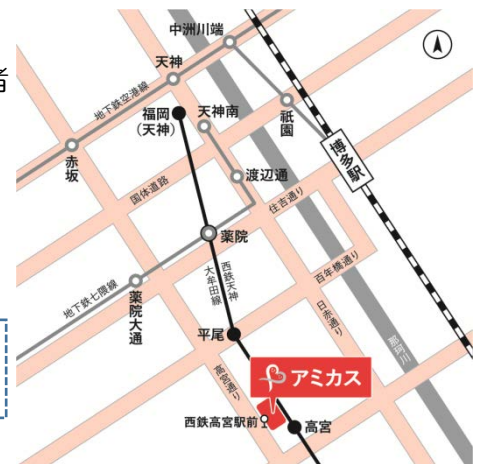 中洲川端
天神
者
地下鉄空港線
福岡
(天神)
天神南
祇園
博多駅
赤坂
国体道路
渡辺通
住吉通り
薬院
西鉄天神
大牟田線
百年橋通り
地下鉄七隈線
薬院大通
日赤通り
那珂川
平尾
高宮通り
アミカス
西鉄高宮駅前
高宮